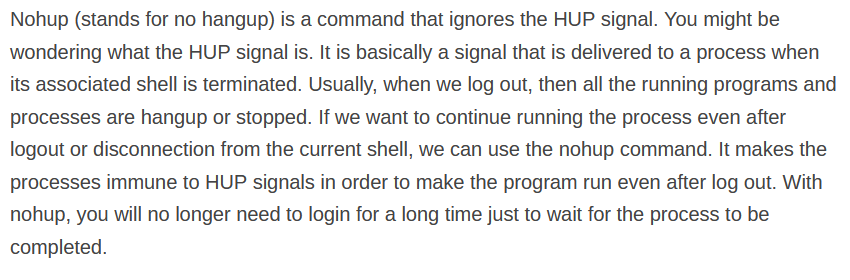 Nohup (stands for no hangup) is a command that ignores the HUP signal. You might be
wondering what the HUP signal is. It is basically a signal that is delivered to a process when
its associated shell is terminated. Usually, when we log out, then all the running programs and
processes are hangup or stopped. If we want to continue running the process even after
logout or disconnection from the current shell, we can use the nohup command. It makes the
processes immune to HUP signals in order to make the program run even after log out. With
nohup, you will no longer need to login for a long time just to wait for the process to be
completed.